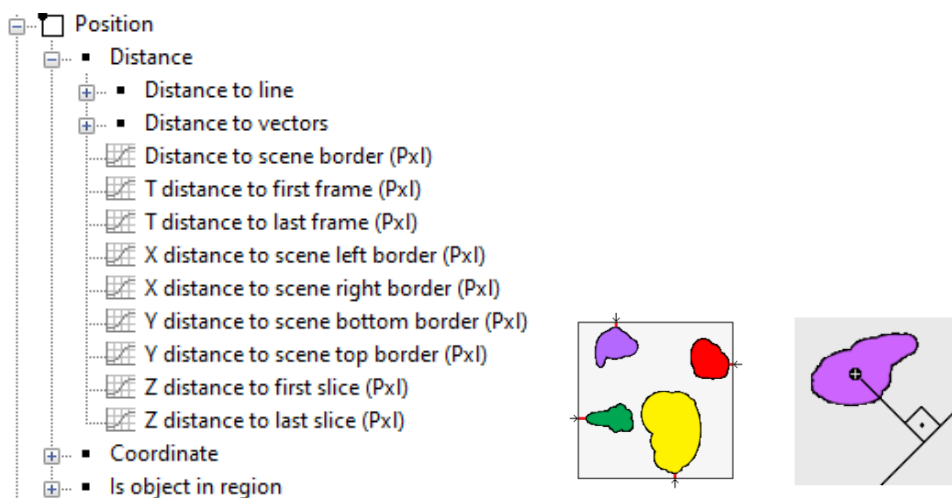 Position
Distance
Distance to line
Distance to vectors
Distance to scene border (Pxl)
T distance to first frame (Pxl)
T distance to last frame (Pxl)
X distance to scene left border (Pxl)
X distance to scene right border (Pxl)
Y distance to scene bottom border (Pxl)
Y distance to scene top border (Pxl)
Z distance to first slice (Pxl)
Z distance to last slice (Pxl)
Coordinate
Is object in region